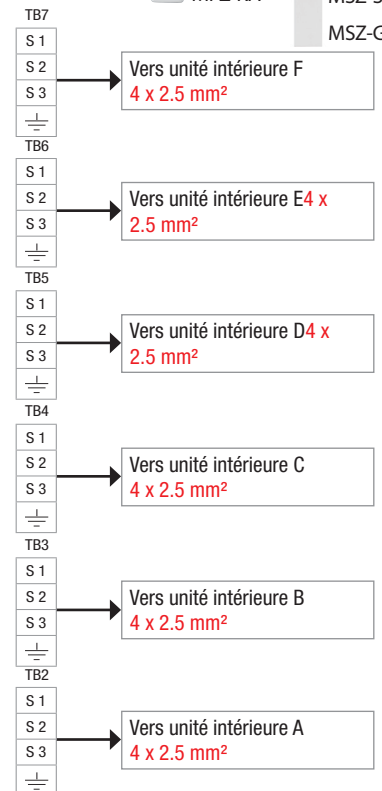 TB7
MSZ-G
S 1
S 2
S 3
Vers unité intérieure F
4 x 2.5 mm²
TB6
S 1
S 2
S 3
Vers unité intérieure E4 x
2.5 mm²
TB5
S 1
S 2
S 3
Vers unité intérieure D4 x
2.5 mm²
TB4
S 1
S 2
S 3
Vers unité intérieure C
4 x 2.5 mm²
TB3
S 1
S 2
S 3
Vers unité intérieure B
4 x 2.5 mm²
TB2
S 1
S 2
S 3
Vers unité intérieure A
4 x 2.5 mm²